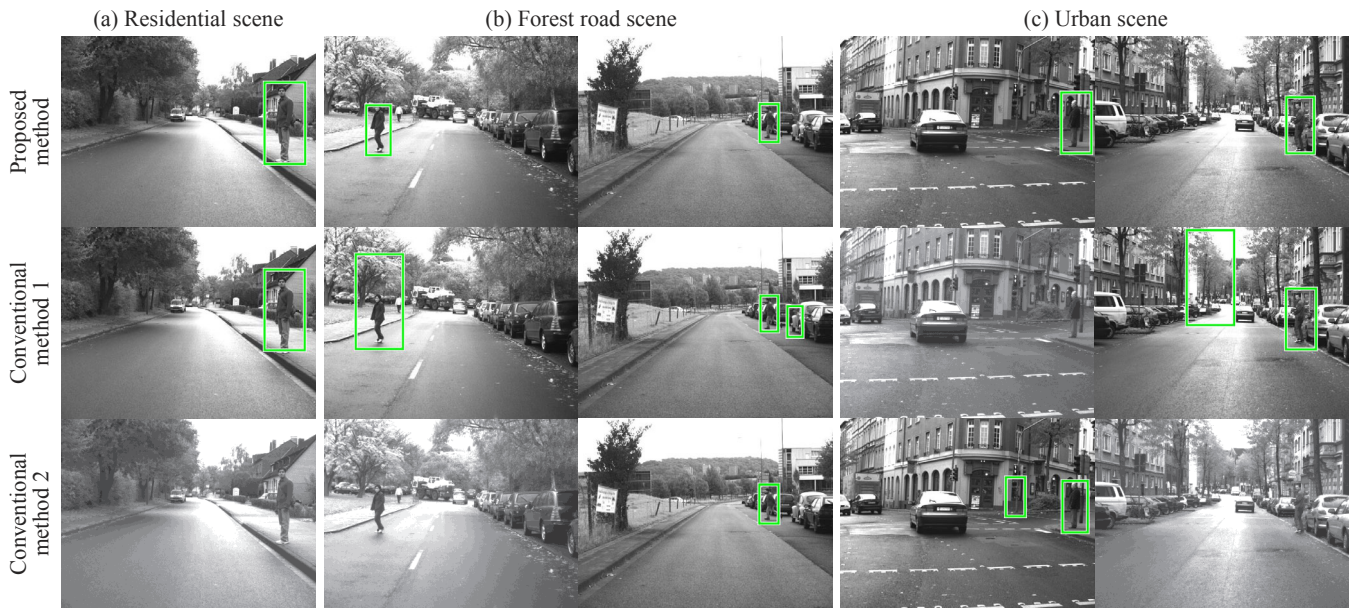 (a) Residential scene
(b) Forest road scene
(c) Urban scene
Proposed
method
Conventional
method 1
Conventional
method 2